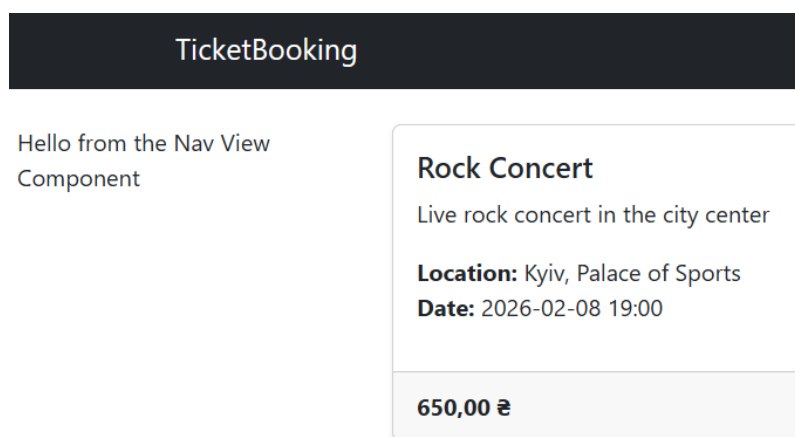 TicketBooking
Hello from the Nav View
Component
Rock Concert
Live rock concert in the city center
Location: Kyiv, Palace of Sports
Date: 2026-02-08 19:00
650,00 ₴